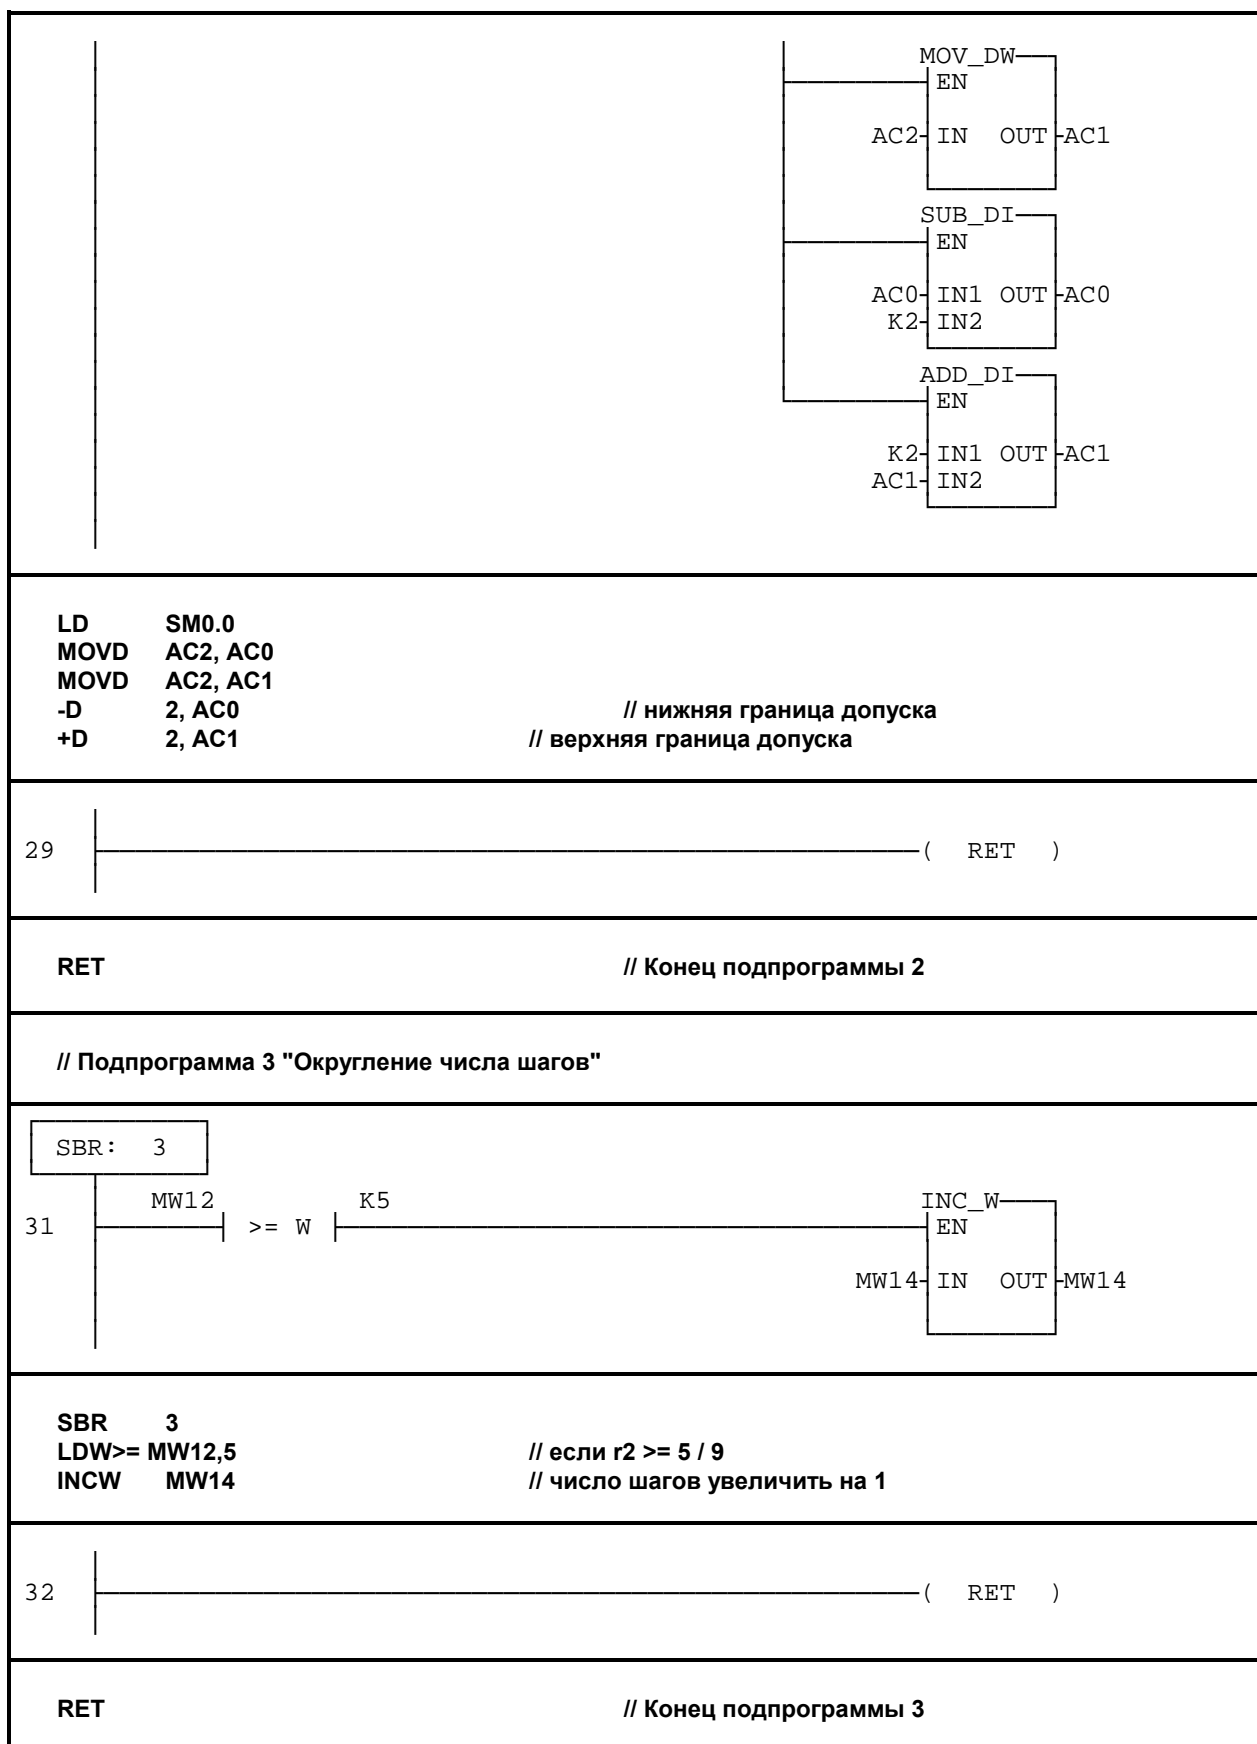 MOV_DW
EN
AC2 IN OUT AC1
SUB_DI
EN
AC0 IN1 OUT AC0
K2 IN2
ADD_DI
EN
K2 IN1 OUT AC1
AC1 IN2
LD SM0.0
MOVD AC2, AC0
MOVD AC2, AC1
-D 2, AC0 // нижняя граница допуска
+D 2, AC1 // верхняя граница допуска
29 ( RET )
RET // Конец подпрограммы 2
// Подпрограмма 3 "Округление числа шагов"
SBR: 3
MW12 K5 INC_W
31 >= W EN
MW14 IN OUT MW14
SBR 3
LDW>= MW12,5 // если r2 >= 5 / 9
INCW MW14 // число шагов увеличить на 1
32 ( RET )
RET // Конец подпрограммы 3